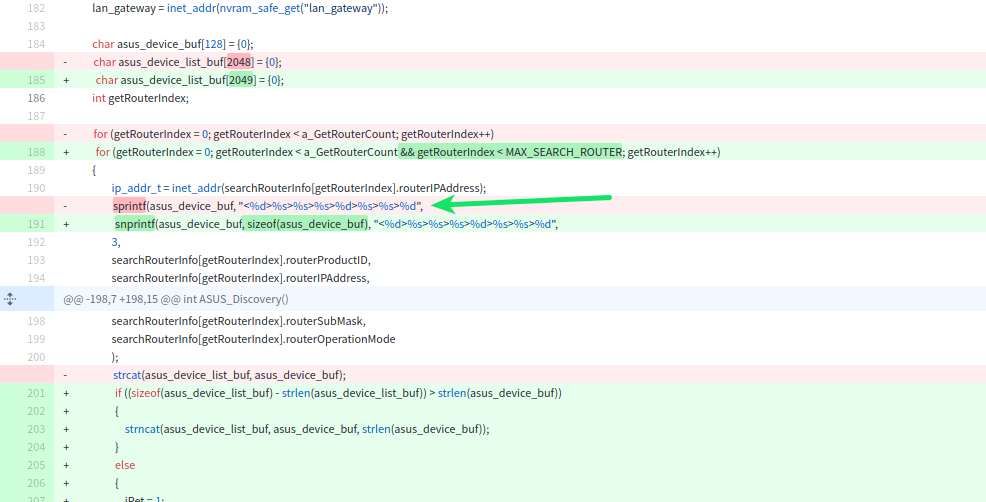 182 lan_gateway = inet_addr(nvram_safe_get("lan_gateway"));
183
184 char asus_device_buf[128] = {0};
- char asus_device_list_buf[2048] = {0};
185 + char asus_device_list_buf[2049] = {0};
186 int getRouterIndex;
187
- for (getRouterIndex = 0; getRouterIndex < a_GetRouterCount; getRouterIndex++)
188 + for (getRouterIndex = 0; getRouterIndex < a_GetRouterCount && getRouterIndex < MAX_SEARCH_ROUTER; getRouterIndex++)
189 {
190 ip_addr_t = inet_addr(searchRouterInfo[getRouterIndex].routerIPAddress);
- sprintf(asus_device_buf, "<%d>%s>%s>%s>%d>%s>%s>%d",
191 + snprintf(asus_device_buf, sizeof(asus_device_buf), "<%d>%s>%s>%s>%d>%s>%s>%d",
192 3,
193 searchRouterInfo[getRouterIndex].routerProductID,
194 searchRouterInfo[getRouterIndex].routerIPAddress,
@@ -198,7 +198,15 @@ int ASUS_Discovery()
198 searchRouterInfo[getRouterIndex].routerSubMask,
199 searchRouterInfo[getRouterIndex].routerOperationMode
200 );
- strcat(asus_device_list_buf, asus_device_buf);
201 + if ((sizeof(asus_device_list_buf) - strlen(asus_device_list_buf)) > strlen(asus_device_buf))
202 + {
203 + strncat(asus_device_list_buf, asus_device_buf, strlen(asus_device_buf));
204 + }
205 + else
206 + {
207 + iRet = 1;